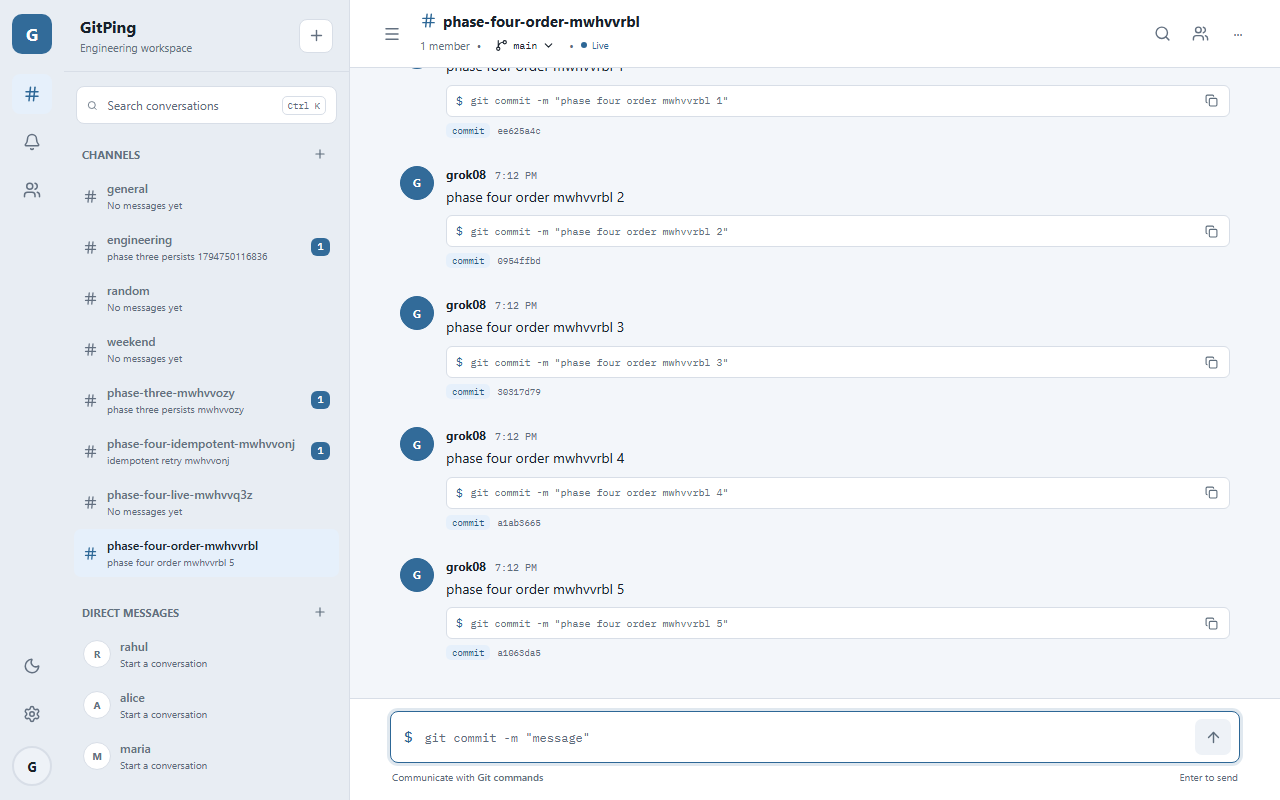 G
GitPing
Engineering workspace
Search conversations
Ctrl K
CHANNELS
general
No messages yet
engineering
phase three persists 1794750116836
1
random
No messages yet
weekend
No messages yet
phase-three-mwhvvozy
phase three persists mwhvvozy
1
phase-four-idempotent-mwhvvonj
idempotent retry mwhvvonj
1
phase-four-live-mwhvvq3z
No messages yet
phase-four-order-mwhvvrbl
phase four order mwhvvrbl 5
DIRECT MESSAGES
R
rahul
Start a conversation
A
alice
Start a conversation
M
maria
Start a conversation
G
# phase-four-order-mwhvvrbl
1 member • main • Live
phase four order mwhvvrbl 1
$ git commit -m "phase four order mwhvvrbl 1"
commit ee625a4c
G
grok08 7:12 PM
phase four order mwhvvrbl 2
$ git commit -m "phase four order mwhvvrbl 2"
commit 0954ffbd
G
grok08 7:12 PM
phase four order mwhvvrbl 3
$ git commit -m "phase four order mwhvvrbl 3"
commit 30317d79
G
grok08 7:12 PM
phase four order mwhvvrbl 4
$ git commit -m "phase four order mwhvvrbl 4"
commit a1ab3665
G
grok08 7:12 PM
phase four order mwhvvrbl 5
$ git commit -m "phase four order mwhvvrbl 5"
commit a1063da5
$ git commit -m "message"
Communicate with Git commands
Enter to send